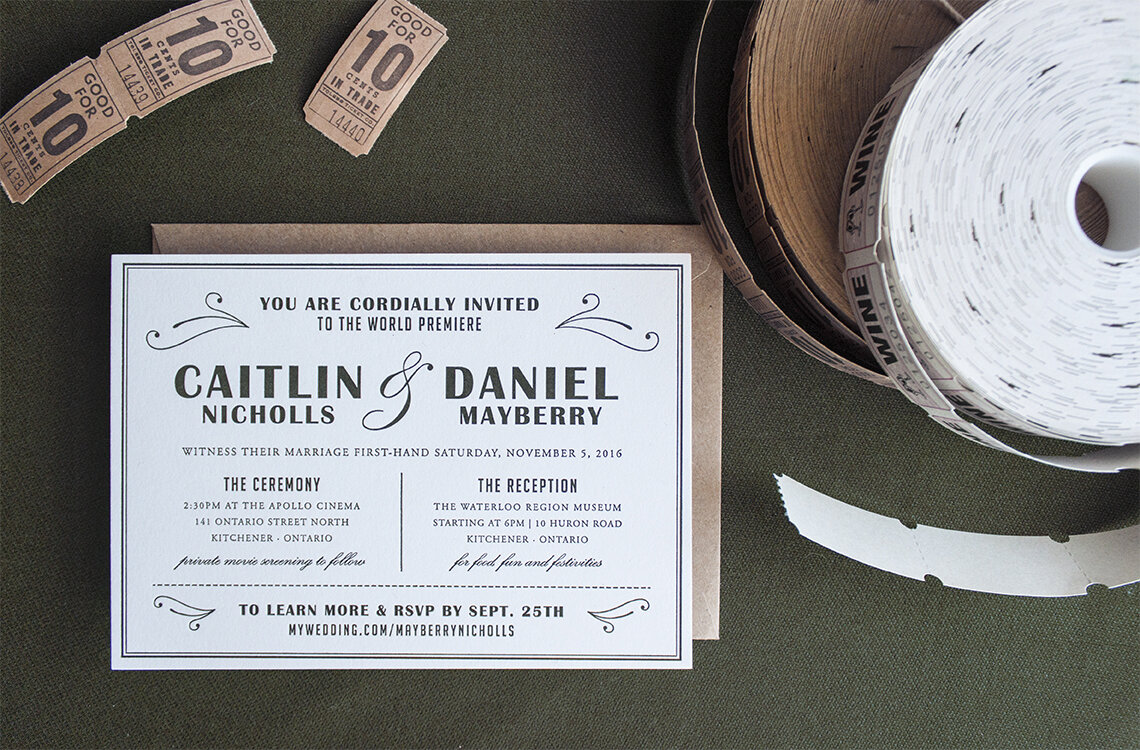 GOOD
FOR
10
CENTS
IN TRADE
14438
GOOD
FOR
10
CENTS
IN TRADE
14439
GOOD
FOR
10
CENTS
IN TRADE
14440
WINE
WINE
YOU ARE CORDIALLY INVITED
TO THE WORLD PREMIERE
CAITLIN & DANIEL
NICHOLLS MAYBERRY
WITNESS THEIR MARRIAGE FIRST-HAND SATURDAY, NOVEMBER 5, 2016
THE CEREMONY
2:30PM AT THE APOLLO CINEMA
141 ONTARIO STREET NORTH
KITCHENER · ONTARIO
private movie screening to follow
THE RECEPTION
THE WATERLOO REGION MUSEUM
STARTING AT 6PM | 10 HURON ROAD
KITCHENER · ONTARIO
for food, fun and festivities
TO LEARN MORE & RSVP BY SEPT. 25TH
MYWEDDING.COM/MAYBERRYNICHOLLS